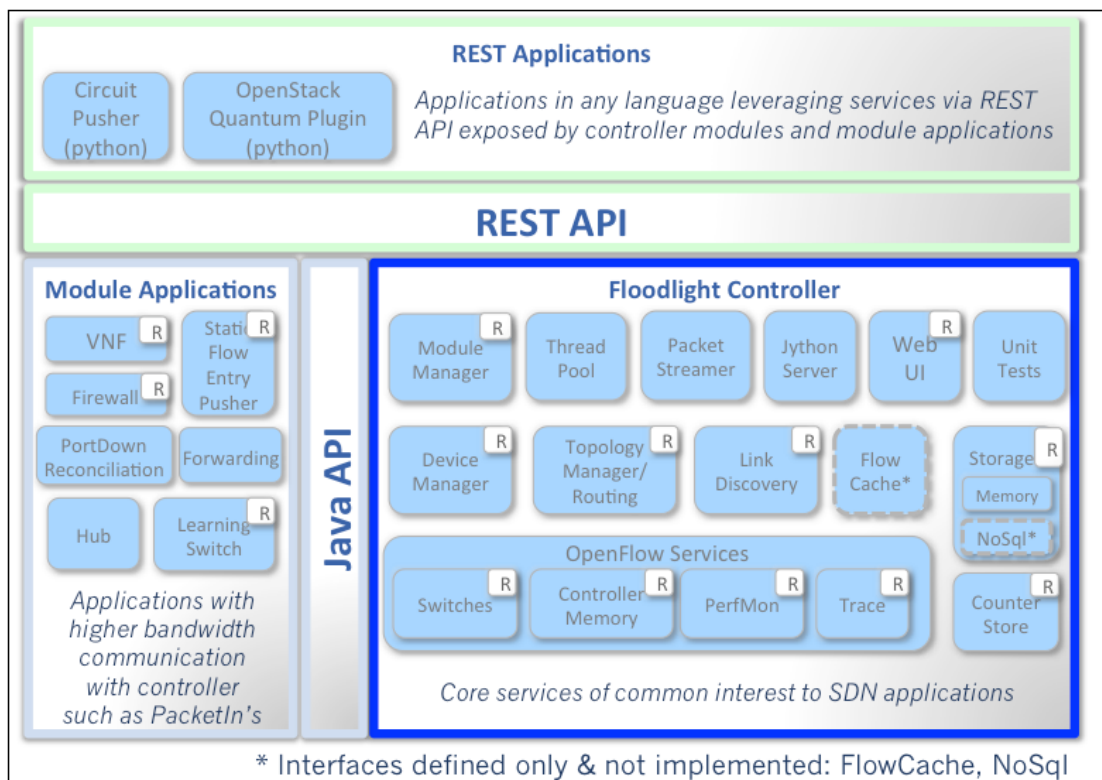 REST Applications
Circuit
Pusher
(python)
OpenStack
Quantum Plugin
(python)
Applications in any language leveraging services via REST
API exposed by controller modules and module applications
REST API
Module Applications
VNF
R
Static
Flow
Entry
Pusher
R
Firewall
R
PortDown
Reconciliation
Forwarding
Hub
Learning
Switch
R
Applications with
higher bandwidth
communication
with controller
such as PacketIn's
Java API
Floodlight Controller
Module
Manager
R
Thread
Pool
Packet
Streamer
Jython
Server
Web
UI
R
Unit
Tests
Device
Manager
R
Topology
Manager/
Routing
R
Link
Discovery
R
Flow
Cache*
Storage
R
Memory
NoSql*
OpenFlow Services
Switches
R
Controller
Memory
R
PerfMon
R
Trace
R
Counter
Store
R
Core services of common interest to SDN applications
* Interfaces defined only & not implemented: FlowCache, NoSql